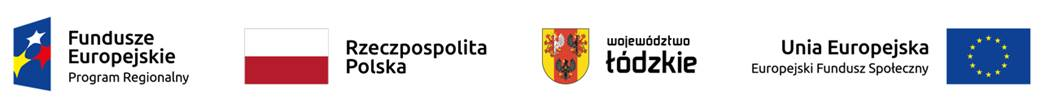 Fundusze
Europejskie
Program Regionalny
Rzeczpospolita
Polska
województwo
łódzkie
Unia Europejska
Europejski Fundusz Społeczny